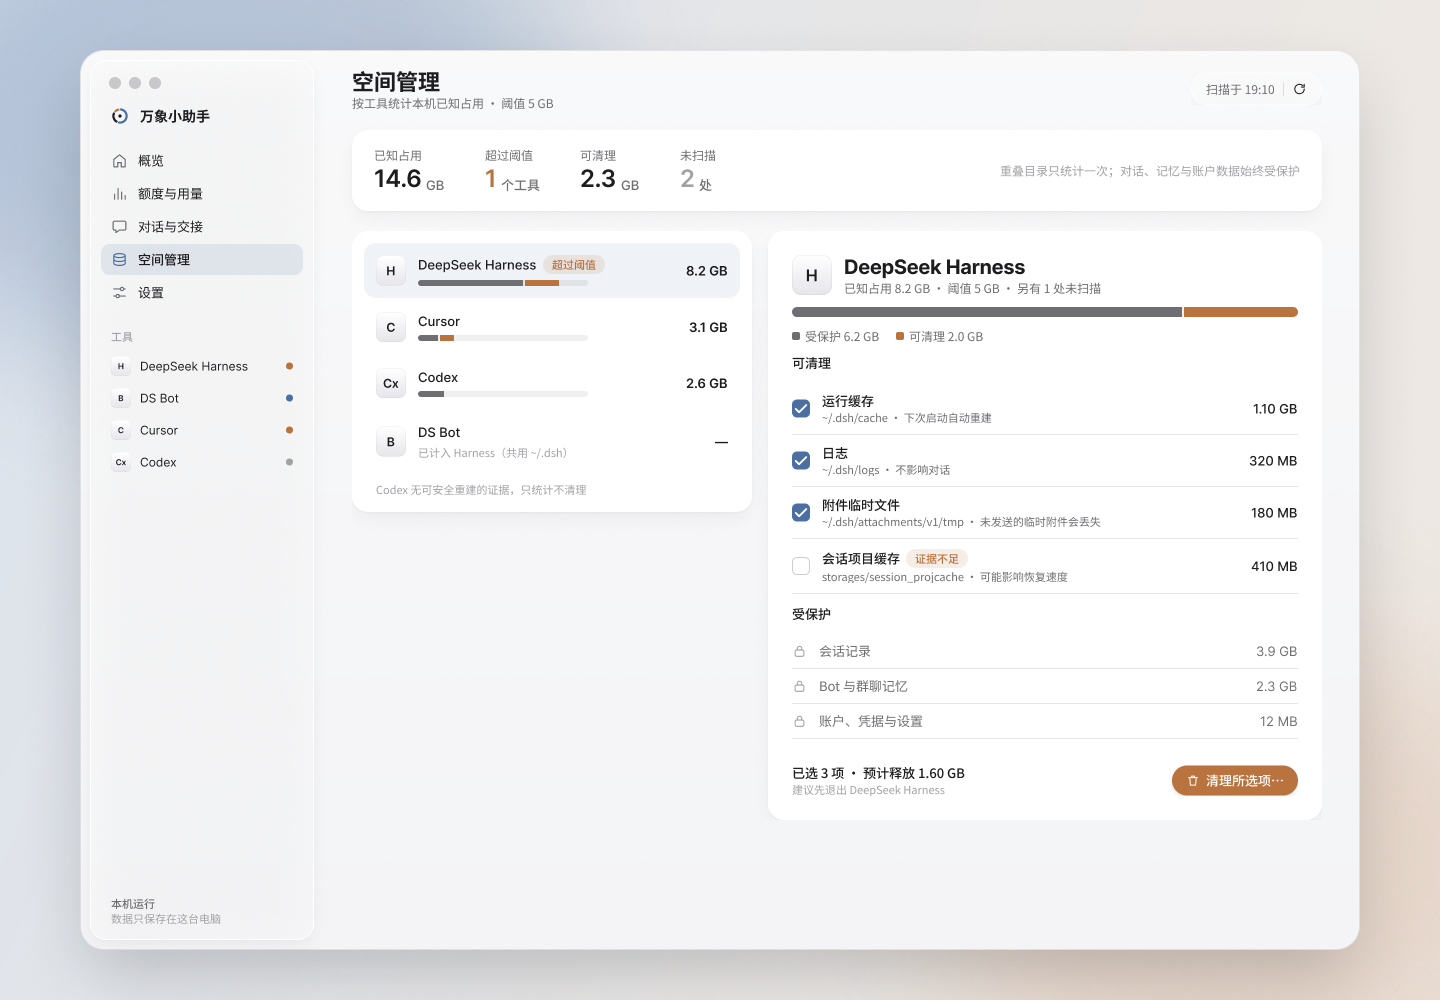 万象小助手
概览
额度与用量
对话与交接
空间管理
设置
工具
H DeepSeek Harness
B DS Bot
C Cursor
Cx Codex
本机运行
数据只保存在这台电脑
空间管理
按工具统计本机已知占用 · 阈值 5 GB
扫描于 19:10
已知占用
14.6 GB
超过阈值
1 个工具
可清理
2.3 GB
未扫描
2 处
重叠目录只统计一次；对话、记忆与账户数据始终受保护
H DeepSeek Harness 超过阈值 8.2 GB
C Cursor 3.1 GB
Cx Codex 2.6 GB
B DS Bot —
已计入 Harness（共用 ~/.dsh）
Codex 无可安全重建的证据，只统计不清理
H DeepSeek Harness
已知占用 8.2 GB · 阈值 5 GB · 另有 1 处未扫描
受保护 6.2 GB 可清理 2.0 GB
可清理
运行缓存 1.10 GB
~/.dsh/cache · 下次启动自动重建
日志 320 MB
~/.dsh/logs · 不影响对话
附件临时文件 180 MB
~/.dsh/attachments/v1/tmp · 未发送的临时附件会丢失
会话项目缓存 证据不足 410 MB
storages/session_projcache · 可能影响恢复速度
受保护
会话记录 3.9 GB
Bot 与群聊记忆 2.3 GB
账户、凭据与设置 12 MB
已选 3 项 · 预计释放 1.60 GB
建议先退出 DeepSeek Harness
清理所选项…